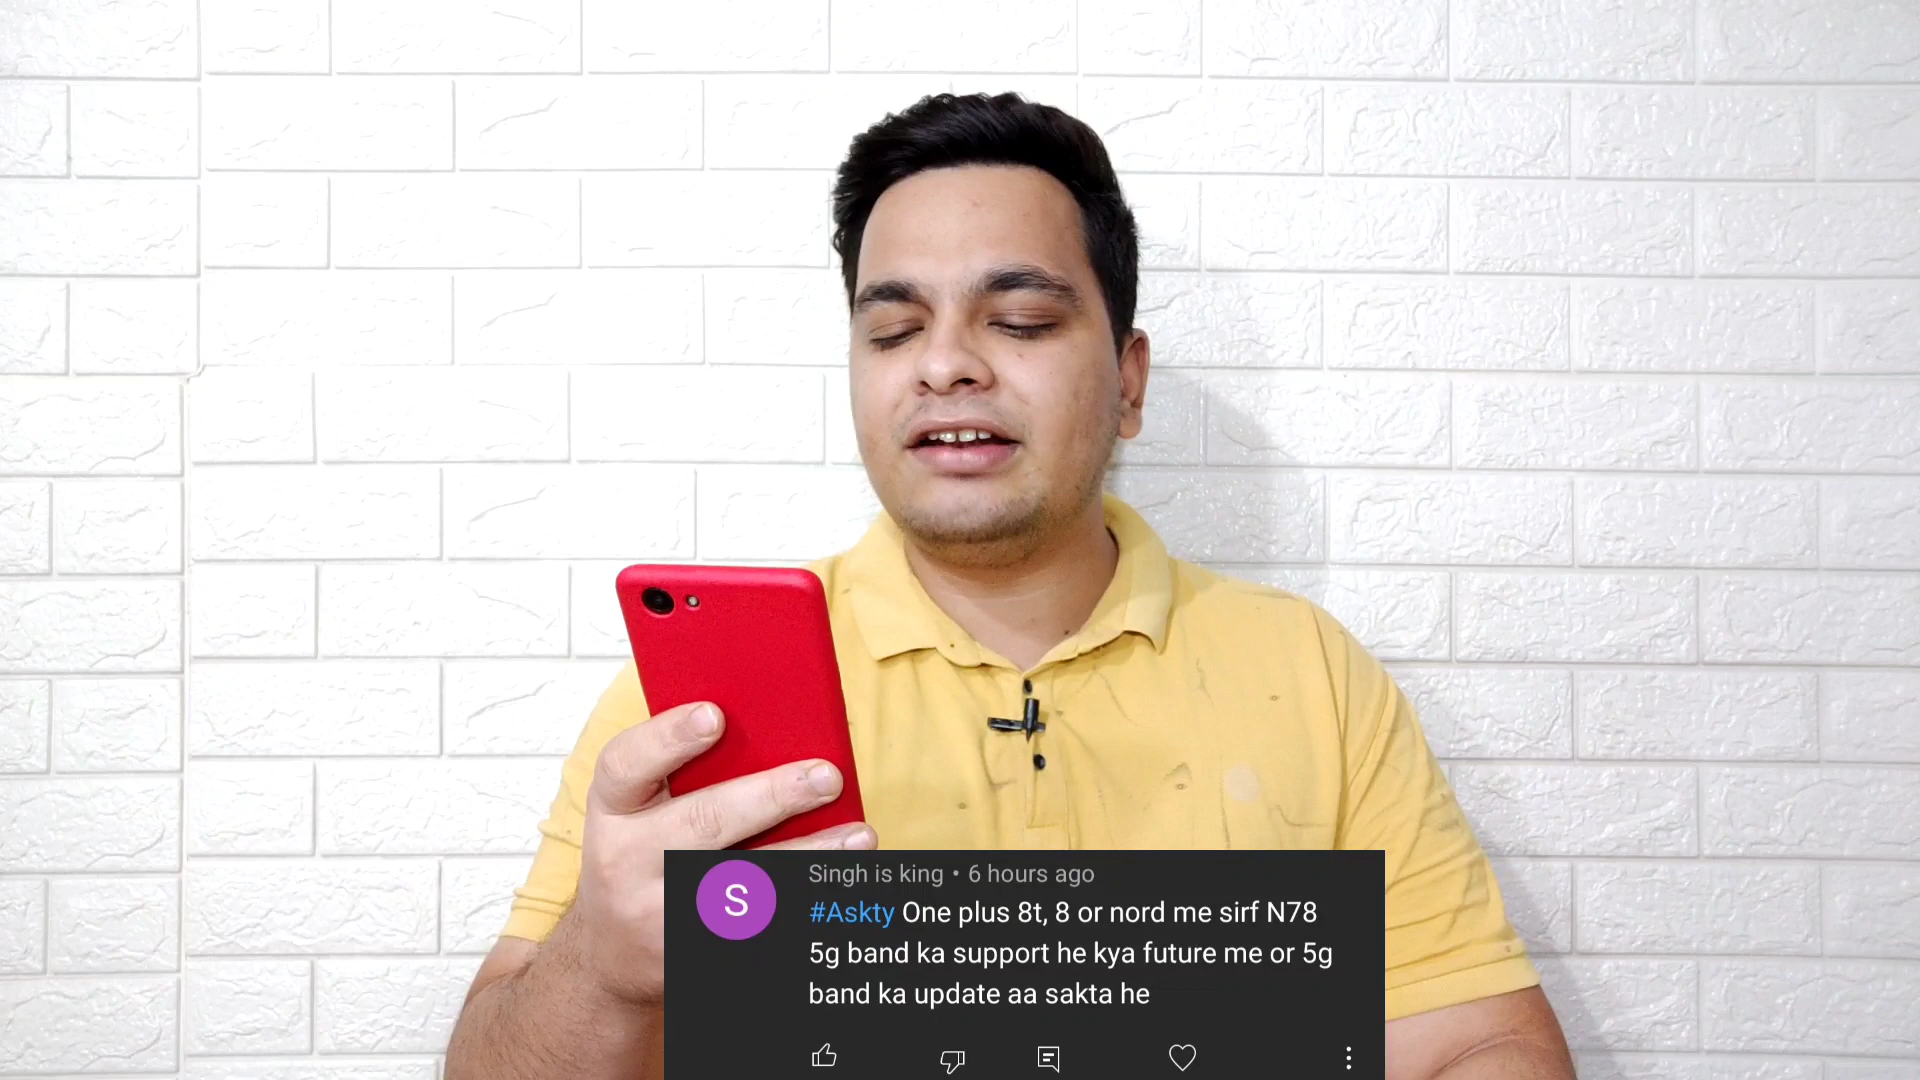 Singh is king • 6 hours ago
S
#Askty One plus 8t, 8 or nord me sirf N78
5g band ka support he kya future me or 5g
band ka update aa sakta he